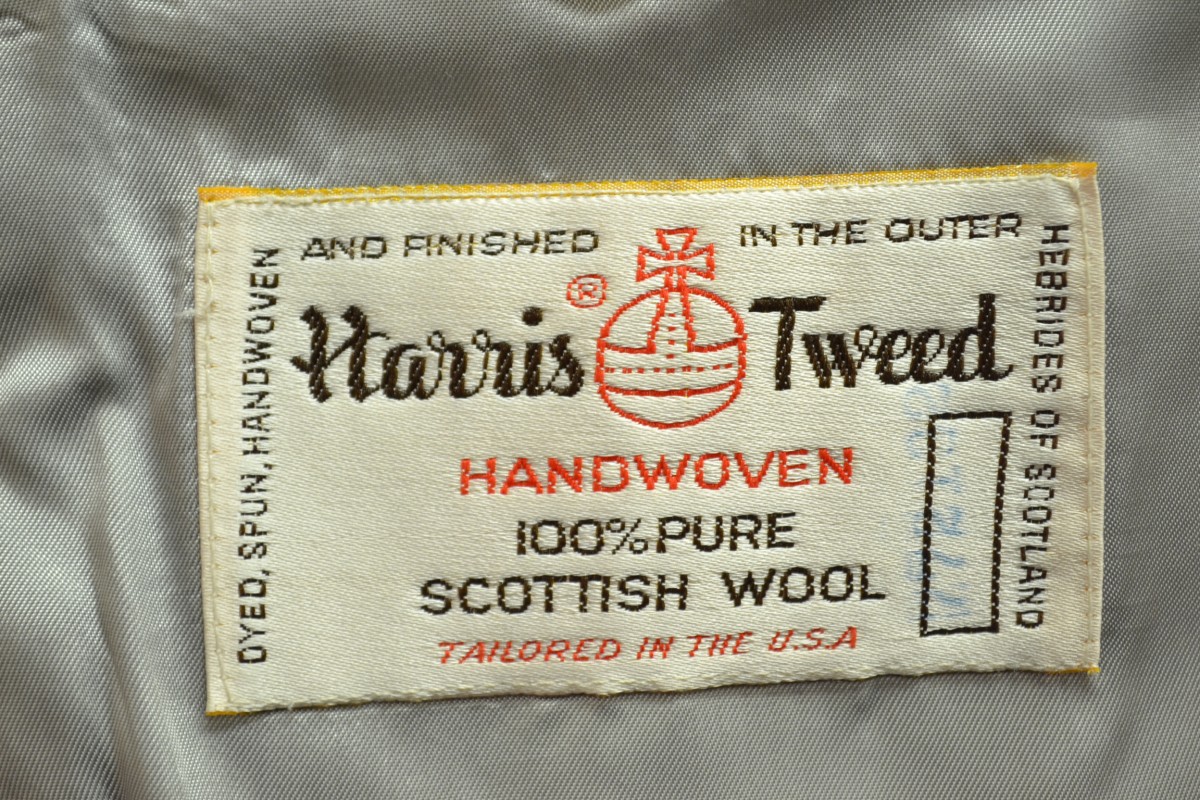 DYED, SPUN, HANDWOVEN
AND FINISHED
IN THE OUTER
HEBRIDES OF SCOTLAND
Harris ® Tweed
HANDWOVEN
100% PURE
SCOTTISH WOOL
TAILORED IN THE U.S.A